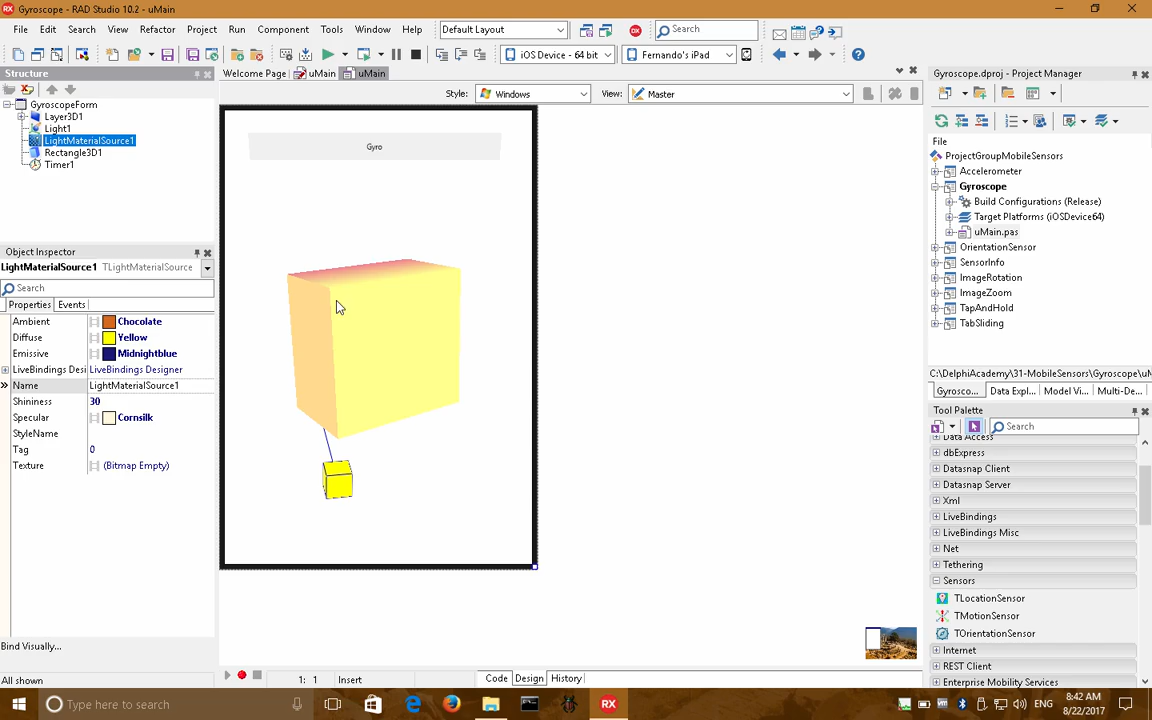 Gyroscope - RAD Studio 10.2 - uMain
File Edit Search View Refactor Project Run Component Tools Window Help Default Layout Search
iOS Device - 64 bit Fernando's iPad
Structure
GyroscopeForm
Layer3D1
Light1
LightMaterialSource1
Rectangle3D1
Timer1
Object Inspector
LightMaterialSource1 TLightMaterialSource
Search
Properties Events
Ambient Chocolate
Diffuse Yellow
Emissive Midnightblue
LiveBindings Desi LiveBindings Designer
Name LightMaterialSource1
Shininess 30
Specular Cornsilk
StyleName
Tag 0
Texture (Bitmap Empty)
Bind Visually...
All shown
Welcome Page uMain uMain
Style: Windows View: Master
Gyro
1: 1 Insert Code Design History
Gyroscope.dproj - Project Manager
File
ProjectGroupMobileSensors
Accelerometer
Gyroscope
Build Configurations (Release)
Target Platforms (iOSDevice64)
uMain.pas
OrientationSensor
SensorInfo
ImageRotation
ImageZoom
TapAndHold
TabSliding
C:\DelphiAcademy\31-MobileSensors\Gyroscope\uM
Gyrosco... Data Expl... Model Vi... Multi-De...
Tool Palette
Search
Data Access
dbExpress
Datasnap Client
Datasnap Server
Xml
LiveBindings
LiveBindings Misc
Net
Tethering
Sensors
TLocationSensor
TMotionSensor
TOrientationSensor
Internet
REST Client
Enterprise Mobility Services
Type here to search
RX
ENG
8:42 AM
8/22/2017